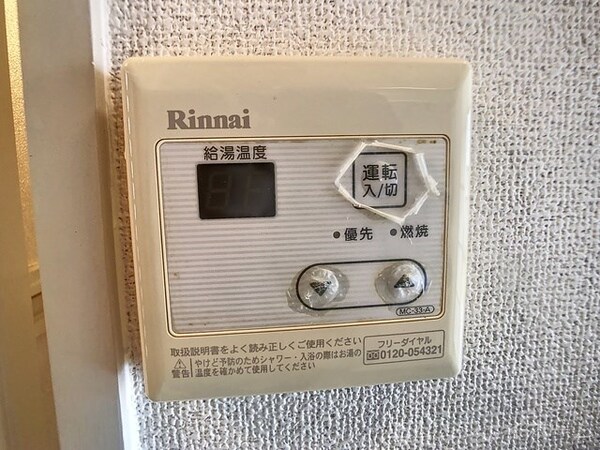 Rinnai
給湯温度
運転
入/切
優先
燃焼
MC-33-A
取扱説明書をよく読み正しくご使用ください
やけど予防のためシャワー・入浴の際はお湯の
警告 温度を確かめて使用してください
フリーダイヤル
0120-054321